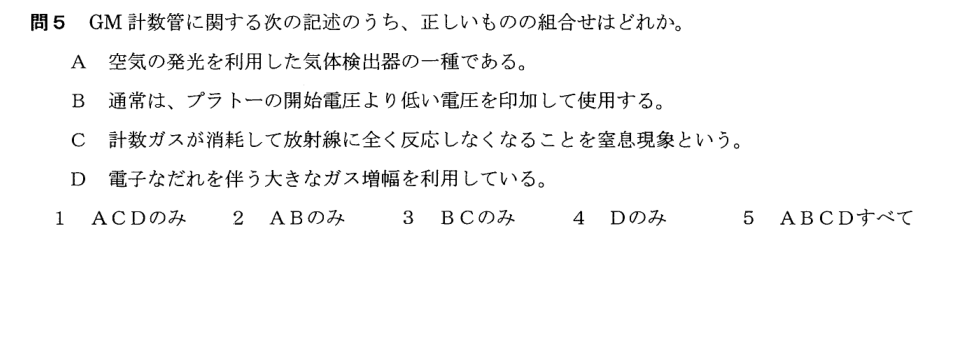 問5 GM 計数管に関する次の記述のうち、正しいものの組合せはどれか。
A 空気の発光を利用した気体検出器の一種である。
B 通常は、プラトーの開始電圧より低い電圧を印加して使用する。
C 計数ガスが消耗して放射線に全く反応しなくなることを窒息現象という。
D 電子なだれを伴う大きなガス増幅を利用している。
1 ACDのみ 2 ABのみ 3 BCのみ 4 Dのみ 5 ABCDすべて